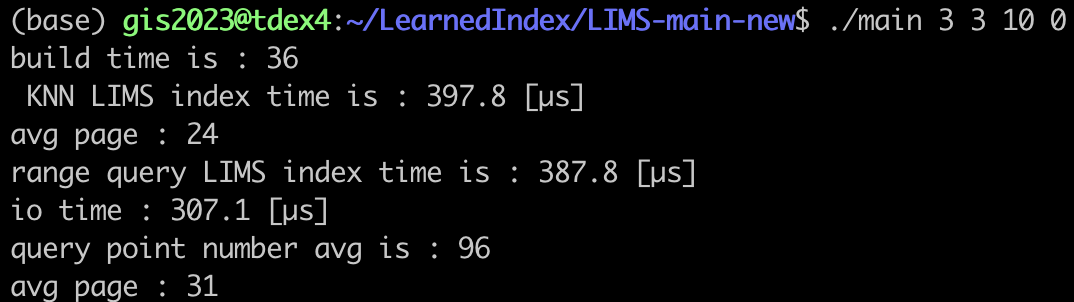 (base) gis2023@tdex4:~/LearnedIndex/LIMS-main-new$ ./main 3 3 10 0
build time is : 36
 KNN LIMS index time is : 397.8 [µs]
avg page : 24
range query LIMS index time is : 387.8 [µs]
io time : 307.1 [µs]
query point number avg is : 96
avg page : 31